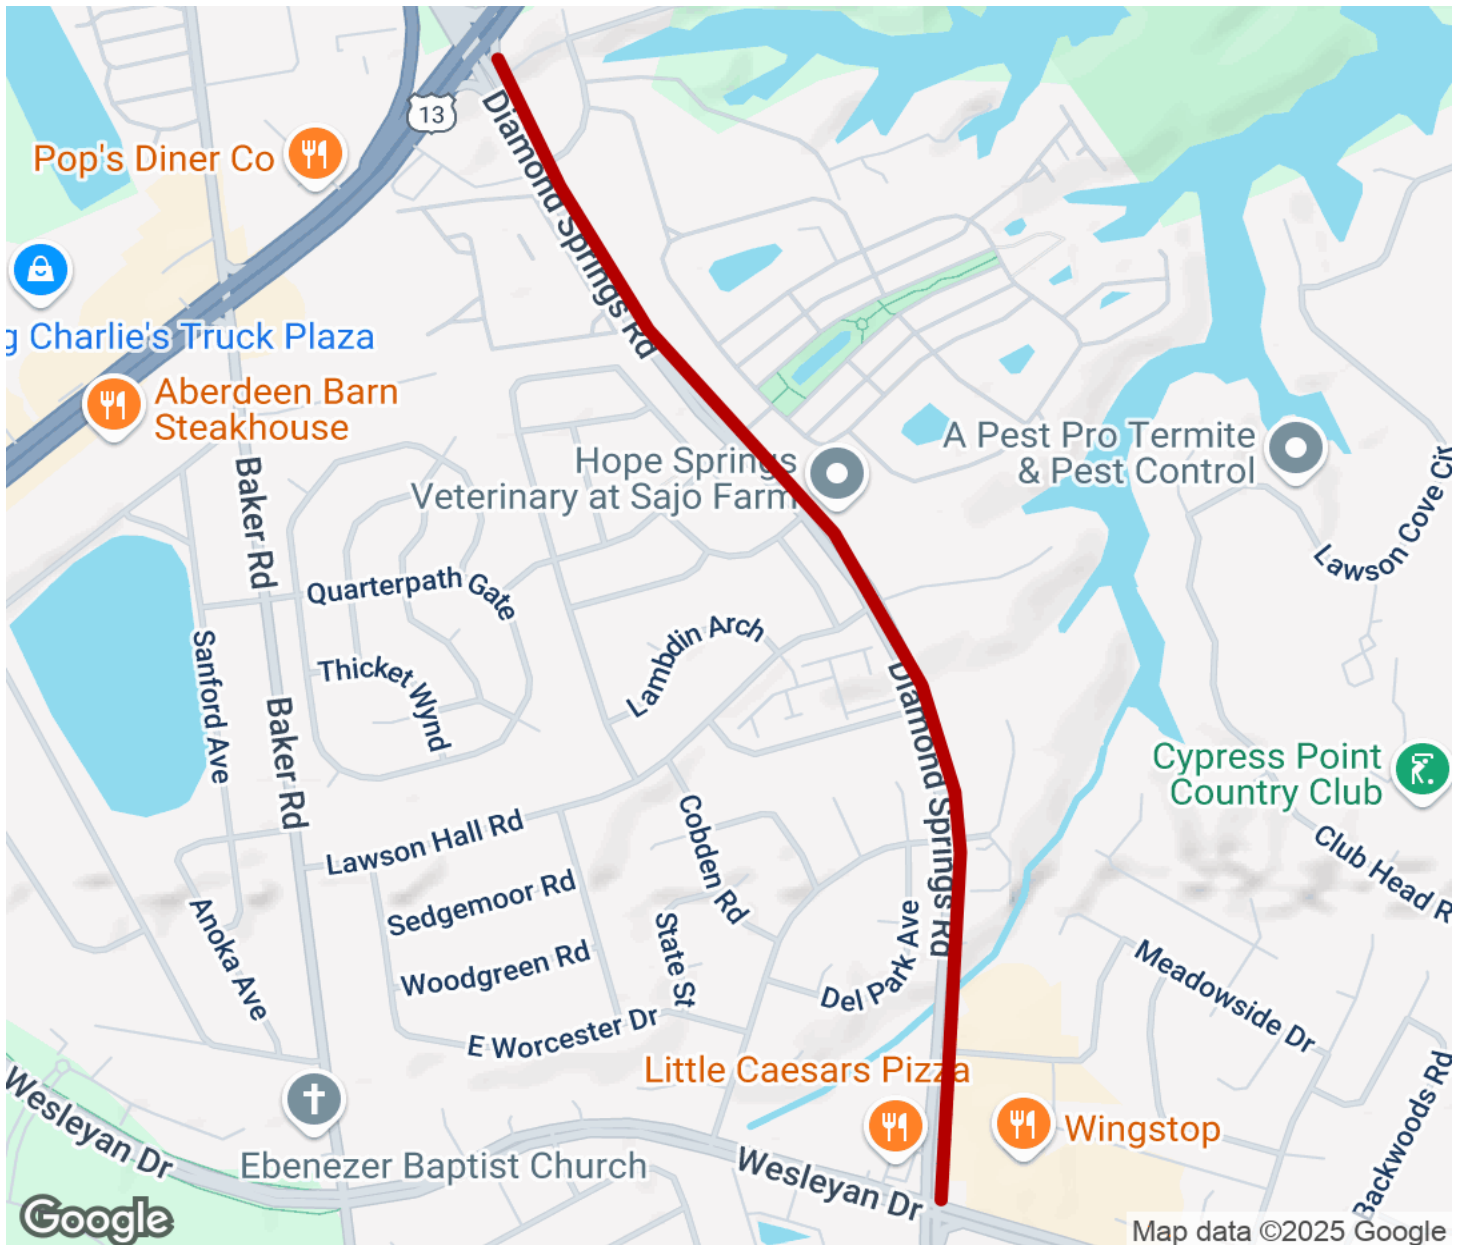 13
Diamond Springs Rd
Pop's Diner Co
g Charlie's Truck Plaza
Aberdeen Barn
Steakhouse
A Pest Pro Termite
& Pest Control
Hope Springs
Veterinary at Sajo Farm
Lawson Cove Cir
Baker Rd
Quarterpath Gate
Lambdin Arch
Sanford Ave
Thicket Wynd
Baker Rd
Diamond Springs Rd
Cypress Point
Country Club
Lawson Hall Rd
Cobden Rd
Club Head R
Sedgemoor Rd
Anoka Ave
State St
Woodgreen Rd
Del Park Ave
Meadowside Dr
E Worcester Dr
Little Caesars Pizza
Wingstop
Backwoods Rd
Wesleyan Dr
Ebenezer Baptist Church
Wesleyan Dr
Google
Map data ©2025 Google